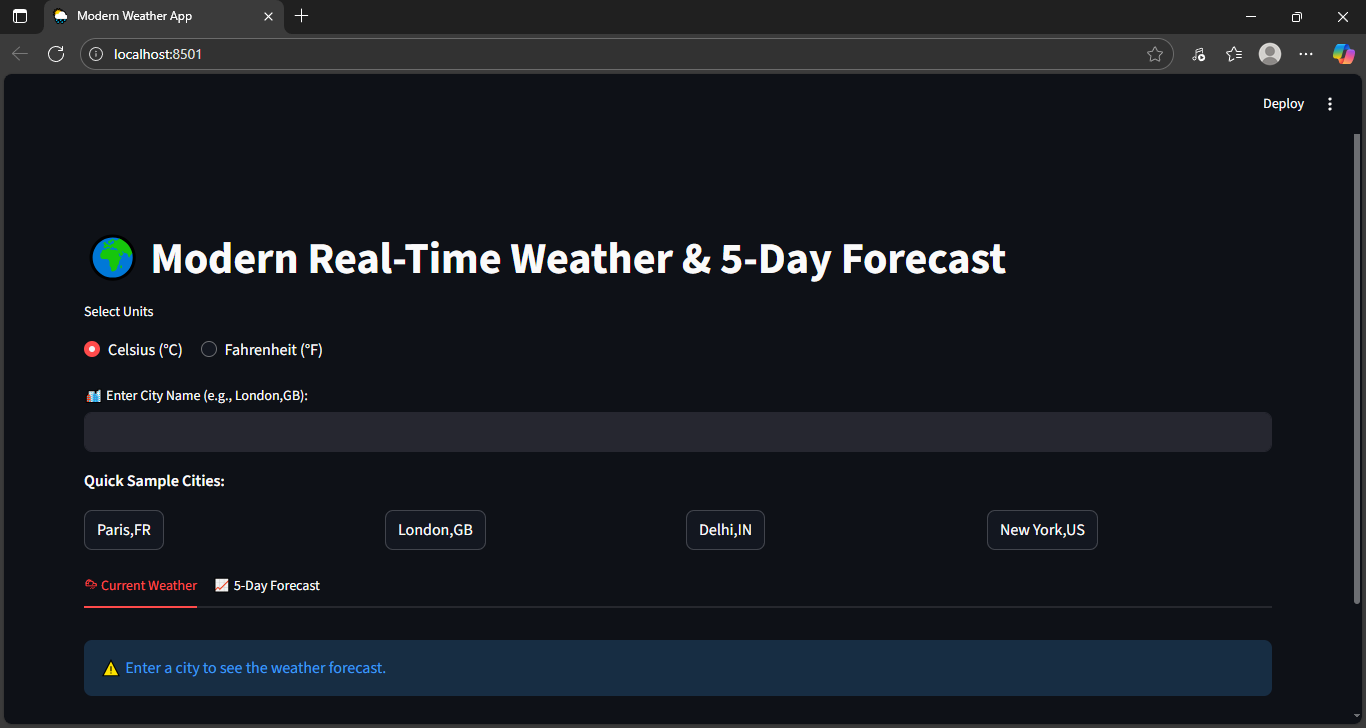 Modern Weather App
localhost:8501
Deploy
Modern Real-Time Weather & 5-Day Forecast
Select Units
Celsius (°C) Fahrenheit (°F)
Enter City Name (e.g., London,GB):
Quick Sample Cities:
Paris,FR London,GB Delhi,IN New York,US
Current Weather 5-Day Forecast
Enter a city to see the weather forecast.